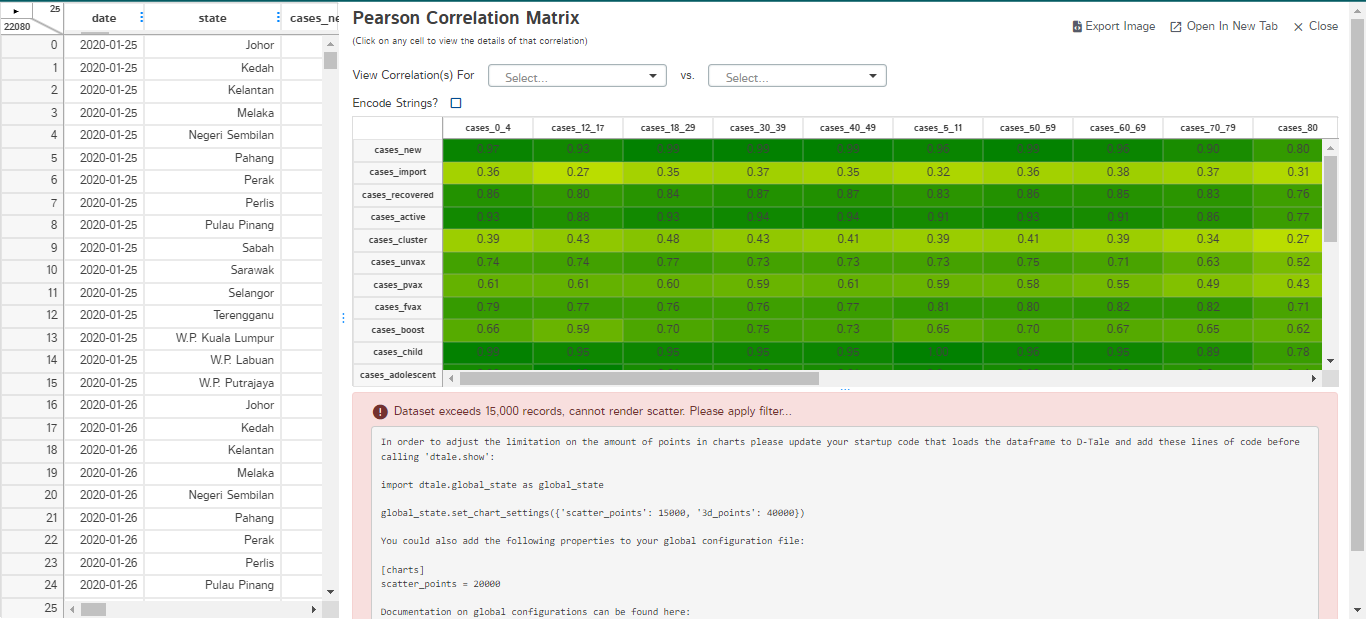 25
22080
date
state
cases_ne
0 2020-01-25 Johor
1 2020-01-25 Kedah
2 2020-01-25 Kelantan
3 2020-01-25 Melaka
4 2020-01-25 Negeri Sembilan
5 2020-01-25 Pahang
6 2020-01-25 Perak
7 2020-01-25 Perlis
8 2020-01-25 Pulau Pinang
9 2020-01-25 Sabah
10 2020-01-25 Sarawak
11 2020-01-25 Selangor
12 2020-01-25 Terengganu
13 2020-01-25 W.P. Kuala Lumpur
14 2020-01-25 W.P. Labuan
15 2020-01-25 W.P. Putrajaya
16 2020-01-26 Johor
17 2020-01-26 Kedah
18 2020-01-26 Kelantan
19 2020-01-26 Melaka
20 2020-01-26 Negeri Sembilan
21 2020-01-26 Pahang
22 2020-01-26 Perak
23 2020-01-26 Perlis
24 2020-01-26 Pulau Pinang
25
Pearson Correlation Matrix
(Click on any cell to view the details of that correlation)
Export Image
Open In New Tab
Close
View Correlation(s) For Select... vs. Select...
Encode Strings?
cases_0_4 cases_12_17 cases_18_29 cases_30_39 cases_40_49 cases_5_11 cases_50_59 cases_60_69 cases_70_79 cases_80
cases_new 0.97 0.93 0.99 0.99 0.99 0.96 0.99 0.96 0.90 0.80
cases_import 0.36 0.27 0.35 0.37 0.35 0.32 0.36 0.38 0.37 0.31
cases_recovered 0.86 0.80 0.84 0.87 0.87 0.83 0.86 0.85 0.83 0.76
cases_active 0.93 0.88 0.93 0.94 0.94 0.91 0.93 0.91 0.86 0.77
cases_cluster 0.39 0.43 0.48 0.43 0.41 0.39 0.41 0.39 0.34 0.27
cases_unvax 0.74 0.74 0.77 0.73 0.73 0.73 0.75 0.71 0.63 0.52
cases_pvax 0.61 0.61 0.60 0.59 0.61 0.59 0.58 0.55 0.49 0.43
cases_fvax 0.79 0.77 0.76 0.76 0.77 0.81 0.80 0.82 0.82 0.71
cases_boost 0.66 0.59 0.70 0.75 0.73 0.65 0.70 0.67 0.65 0.62
cases_child 0.99 0.95 0.96 0.95 0.95 1.00 0.96 0.95 0.89 0.78
cases_adolescent
Dataset exceeds 15,000 records, cannot render scatter. Please apply filter...
In order to adjust the limitation on the amount of points in charts please update your startup code that loads the dataframe to D-Tale and add these lines of code before
calling 'dtale.show':
import dtale.global_state as global_state
global_state.set_chart_settings({'scatter_points': 15000, '3d_points': 40000})
You could also add the following properties to your global configuration file:
[charts]
scatter_points = 20000
Documentation on global configurations can be found here: